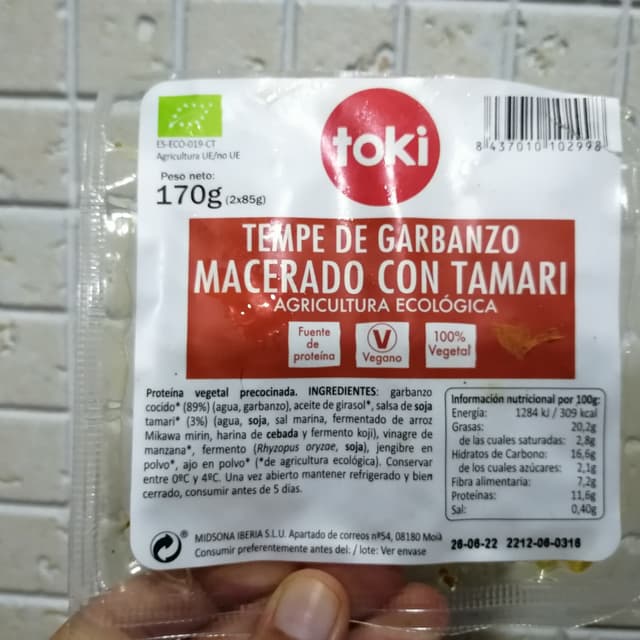 ES-ECO-019-CT
Agricultura UE/no UE
Peso neto:
170g (2x85g)
toki
8 437010 102998
TEMPE DE GARBANZO
MACERADO CON TAMARI
AGRICULTURA ECOLÓGICA
Fuente
de
proteína
V
Vegano
100%
Vegetal
Proteína vegetal precocinada. INGREDIENTES: garbanzo
cocido* (89%) (agua, garbanzo), aceite de girasol*, salsa de soja
tamari* (3%) (agua, soja, sal marina, fermentado de arroz
Mikawa mirin, harina de cebada y fermento koji), vinagre de
manzana*, fermento (Rhyzopus oryzae, soja), jengibre en
polvo*, ajo en polvo* (*de agricultura ecológica). Conservar
entre 0ºC y 4ºC. Una vez abierto mantener refrigerado y bien
cerrado, consumir antes de 5 días.
Información nutricional por 100g:
Energía: 1284 kJ / 309 kcal
Grasas: 20,2g
de las cuales saturadas: 2,8g
Hidratos de Carbono: 16,6g
de los cuales azúcares: 2,1g
Fibra alimentaria: 7,2g
Proteínas: 11,6g
Sal: 0,40g
MIDSONA IBERIA S.L.U. Apartado de correos nº54, 08180 Moià
Consumir preferentemente antes del: / lote: Ver envase
26-06-22 2212-06-0316